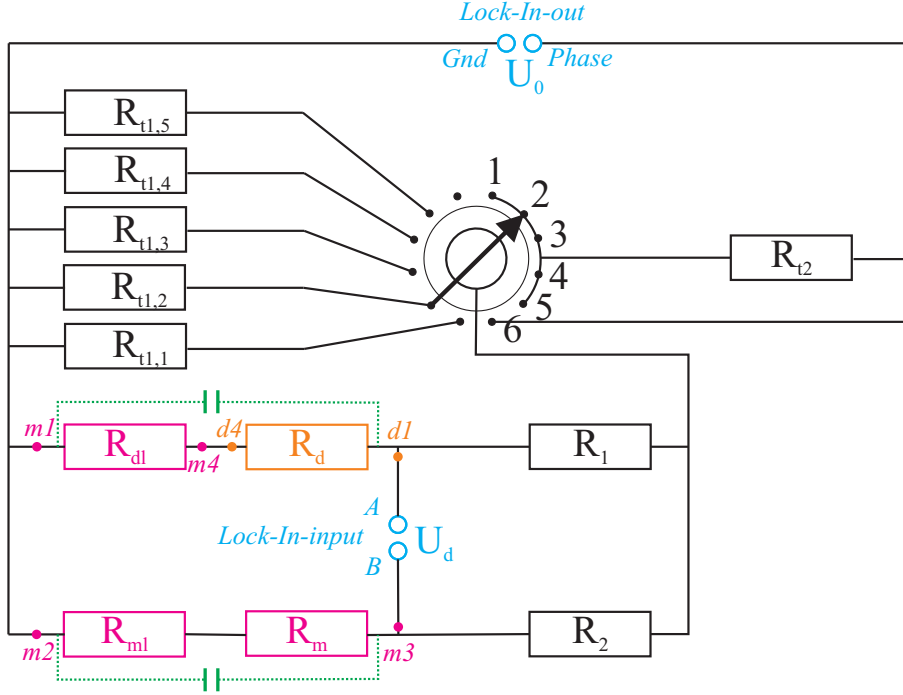 Lock-In-out
Gnd
Phase
U₀
Rt1,5
Rt1,4
Rt1,3
Rt1,2
Rt1,1
1
2
3
4
5
6
Rt2
m1
Rdl
m4
d4
Rd
d1
R1
A
Lock-In-input
Ud
B
m2
Rml
Rm
m3
R2